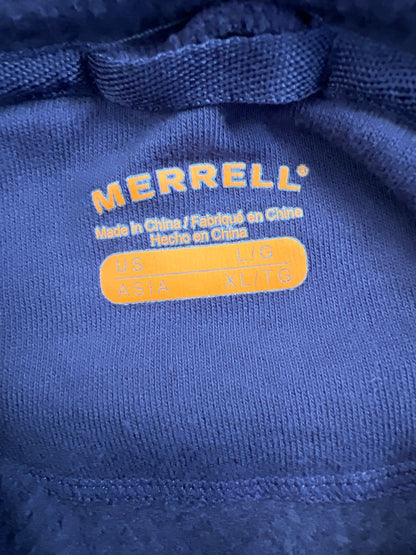 MERRELL®
Made in China / Fabriqué en Chine
Hecho en China
US L/G
ASIA XL/TG